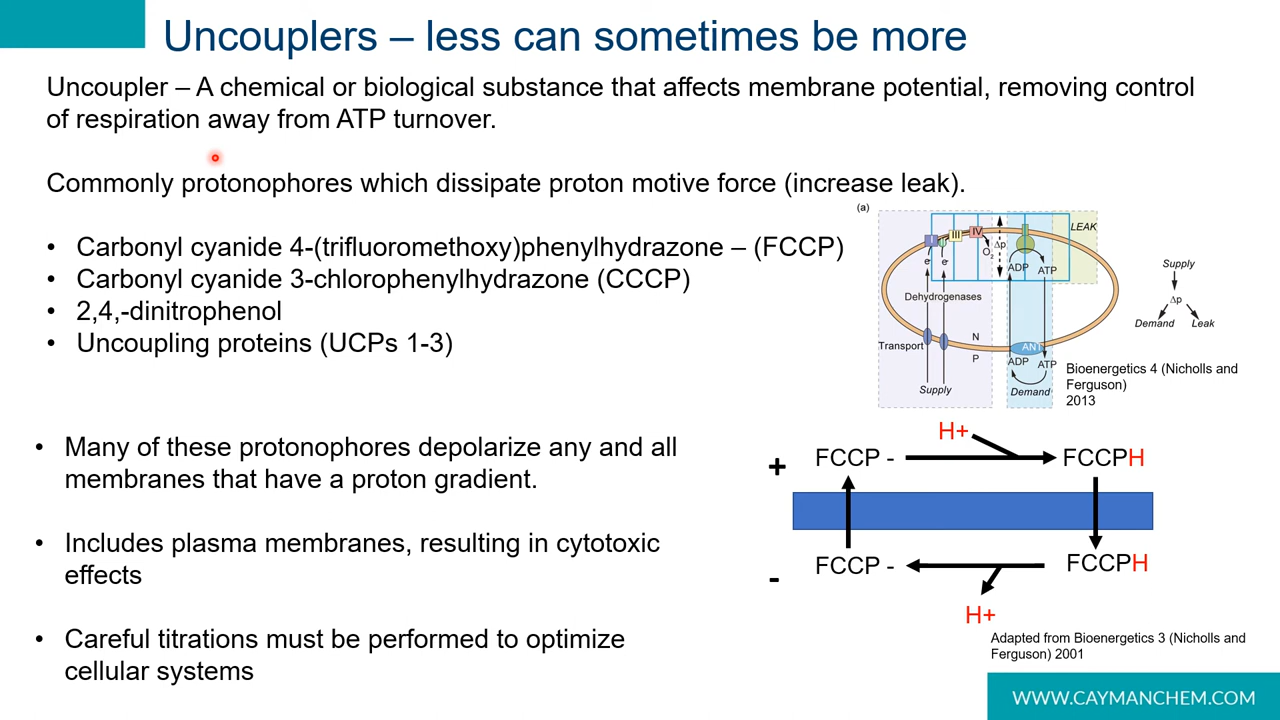 Uncouplers – less can sometimes be more
Uncoupler – A chemical or biological substance that affects membrane potential, removing control
of respiration away from ATP turnover.
Commonly protonophores which dissipate proton motive force (increase leak).
• Carbonyl cyanide 4-(trifluoromethoxy)phenylhydrazone – (FCCP)
• Carbonyl cyanide 3-chlorophenylhydrazone (CCCP)
• 2,4,-dinitrophenol
• Uncoupling proteins (UCPs 1-3)
(a)
I
III
IV
LEAK
Δp
e-
e-
O2
ADP
ATP
Dehydrogenases
Transport
N
P
ANT
ADP
ATP
Supply
Demand
Supply
Δp
Demand Leak
Bioenergetics 4 (Nicholls and
Ferguson)
2013
• Many of these protonophores depolarize any and all
membranes that have a proton gradient.
• Includes plasma membranes, resulting in cytotoxic
effects
• Careful titrations must be performed to optimize
cellular systems
H+
+ FCCP - FCCPH
- FCCP - FCCPH
H+
Adapted from Bioenergetics 3 (Nicholls and
Ferguson) 2001
WWW.CAYMANCHEM.COM